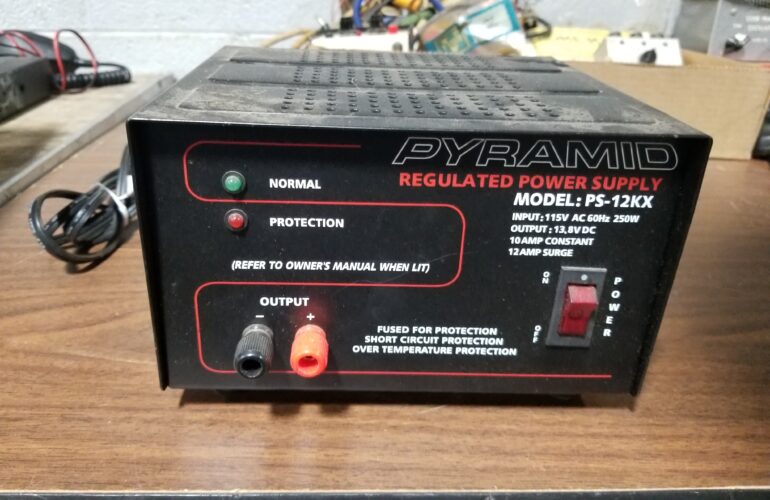 PYRAMID
REGULATED POWER SUPPLY
MODEL: PS-12KX
INPUT: 115V AC 60Hz 250W
OUTPUT: 13,8V DC
10 AMP CONSTANT
12 AMP SURGE
NORMAL
PROTECTION
(REFER TO OWNER'S MANUAL WHEN LIT)
OUTPUT
− +
ON
OFF
POWER
FUSED FOR PROTECTION
SHORT CIRCUIT PROTECTION
OVER TEMPERATURE PROTECTION